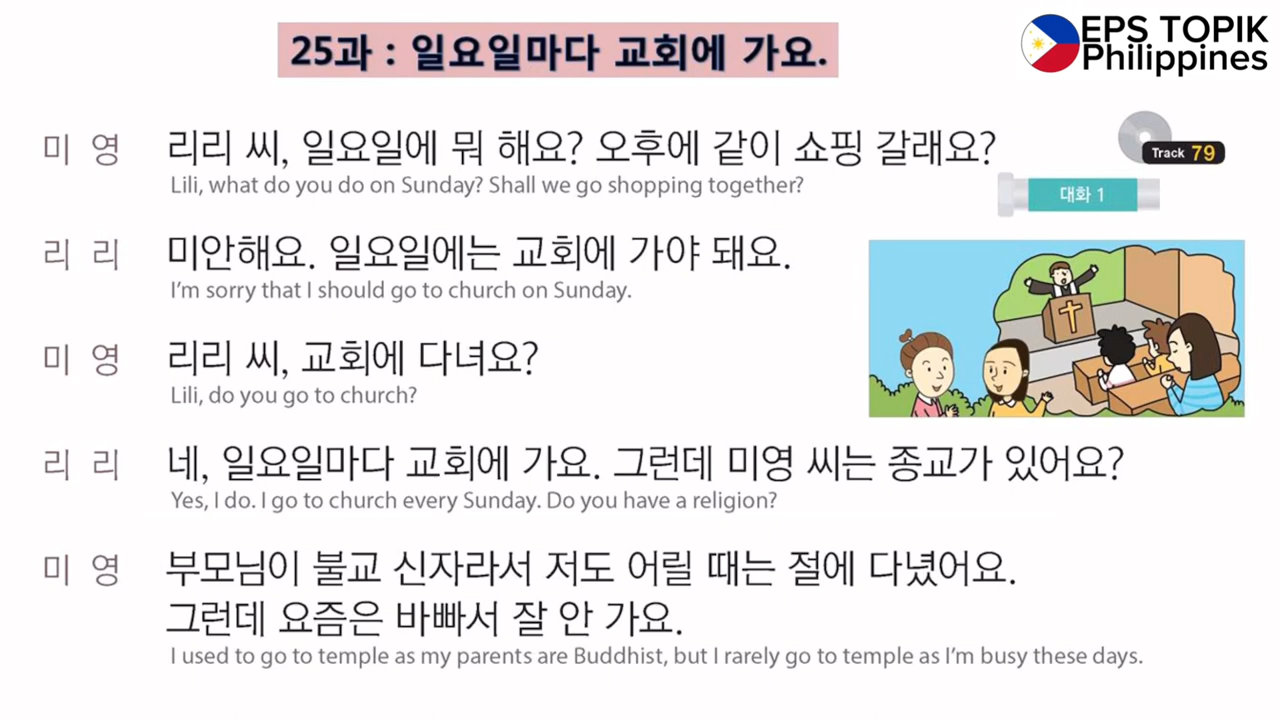 25과 : 일요일마다 교회에 가요.
EPS TOPIK
Philippines
미 영 리리 씨, 일요일에 뭐 해요? 오후에 같이 쇼핑 갈래요?
Lili, what do you do on Sunday? Shall we go shopping together?
Track 79
대화 1
리 리 미안해요. 일요일에는 교회에 가야 돼요.
I'm sorry that I should go to church on Sunday.
미 영 리리 씨, 교회에 다녀요?
Lili, do you go to church?
리 리 네, 일요일마다 교회에 가요. 그런데 미영 씨는 종교가 있어요?
Yes, I do. I go to church every Sunday. Do you have a religion?
미 영 부모님이 불교 신자라서 저도 어릴 때는 절에 다녔어요.
그런데 요즘은 바빠서 잘 안 가요.
I used to go to temple as my parents are Buddhist, but I rarely go to temple as I'm busy these days.